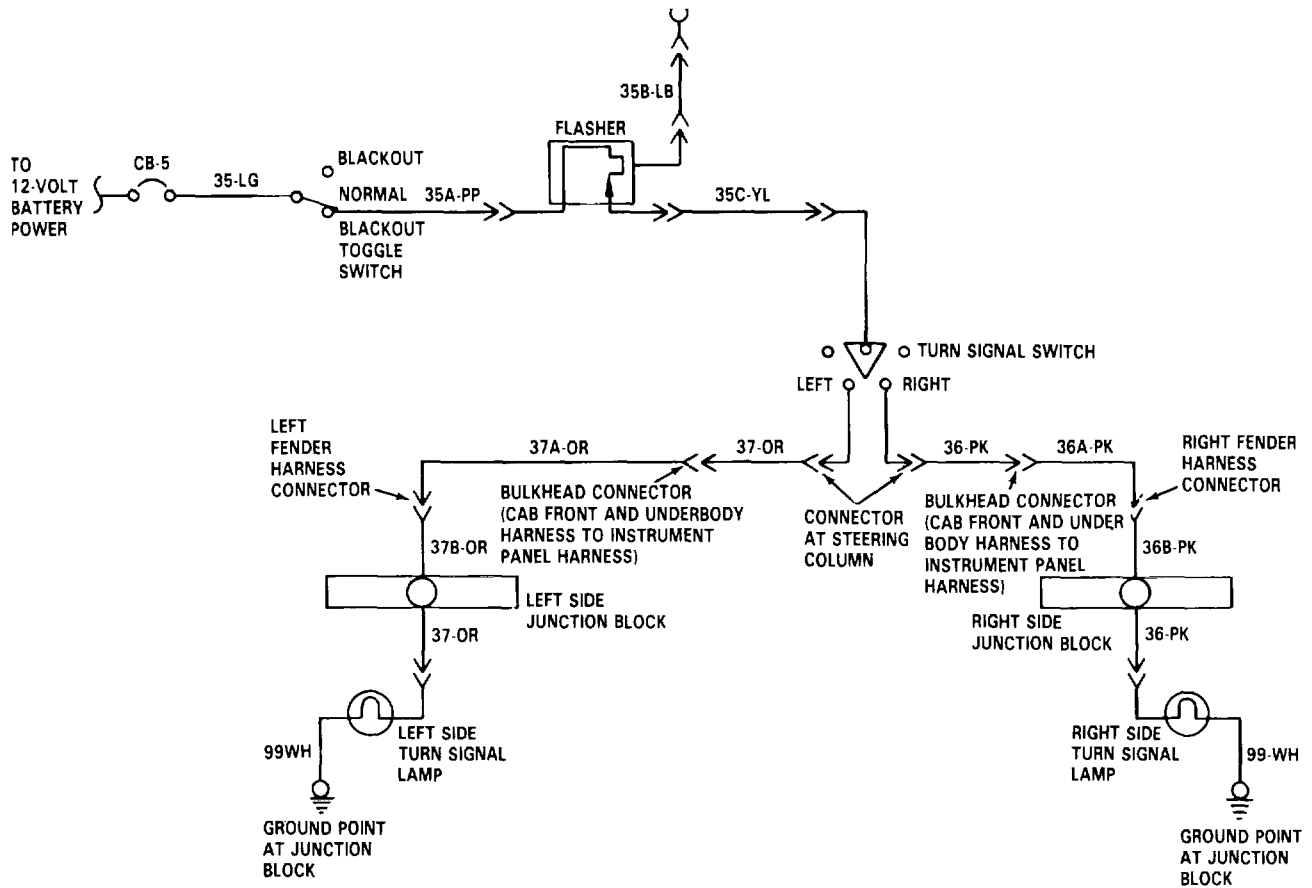 35B-LB
FLASHER
TO
12-VOLT
BATTERY
POWER
CB-5
35-LG
BLACKOUT
NORMAL
35A-PP
BLACKOUT
TOGGLE
SWITCH
35C-YL
TURN SIGNAL SWITCH
LEFT
RIGHT
LEFT
FENDER
HARNESS
CONNECTOR
37A-OR
37-OR
36-PK
36A-PK
RIGHT FENDER
HARNESS
CONNECTOR
BULKHEAD CONNECTOR
(CAB FRONT AND UNDERBODY
HARNESS TO INSTRUMENT
PANEL HARNESS)
CONNECTOR
AT STEERING
COLUMN
BULKHEAD CONNECTOR
(CAB FRONT AND UNDER
BODY HARNESS TO
INSTRUMENT PANEL
HARNESS)
37B-OR
36B-PK
LEFT SIDE
JUNCTION BLOCK
RIGHT SIDE
JUNCTION BLOCK
37-OR
36-PK
LEFT SIDE
TURN SIGNAL
LAMP
RIGHT SIDE
TURN SIGNAL
LAMP
99WH
99-WH
GROUND POINT
AT JUNCTION
BLOCK
GROUND POINT
AT JUNCTION
BLOCK